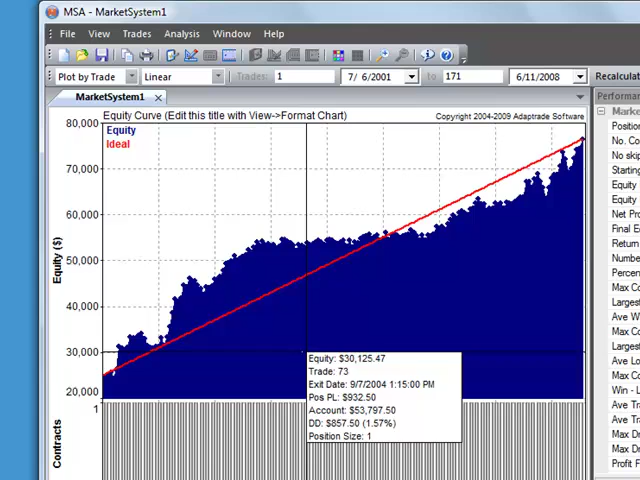 MSA - MarketSystem1
File View Trades Analysis Window Help
Plot by Trade Linear Trades: 1 7/ 6/2001 to 171 6/11/2008 Recalculat
MarketSystem1
Equity Curve (Edit this title with View->Format Chart) Copyright 2004-2009 Adaptrade Software
Equity
Ideal
80,000
70,000
60,000
50,000
40,000
30,000
20,000
Equity ($)
1
Contracts
Equity: $30,125.47
Trade: 73
Exit Date: 9/7/2004 1:15:00 PM
Pos PL: $932.50
Account: $53,797.50
DD: $857.50 (1.57%)
Position Size: 1
Performan
Marke
Position
No. Co
No skip
Starting
Equity
Equity
Net Pro
Final E
Return
Number
Percen
Max Co
Largest
Ave W
Max Co
Largest
Ave Lo
Max Co
Win - L
Ave Tra
Ave Tra
Max Dr
Max Dr
Profit F